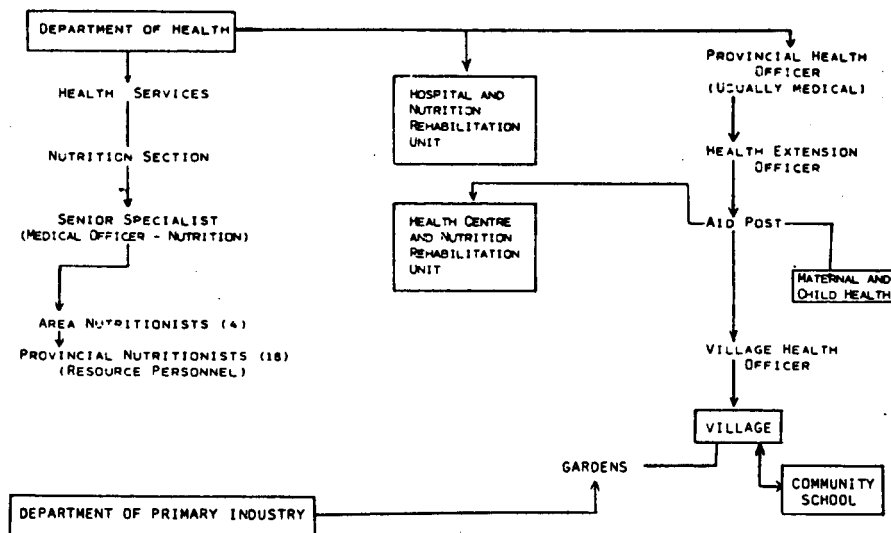 DEPARTMENT OF HEALTH
HEALTH SERVICES
NUTRITION SECTION
SENIOR SPECIALIST
(MEDICAL OFFICER - NUTRITION)
AREA NUTRITIONISTS (4)
PROVINCIAL NUTRITIONISTS (18)
(RESOURCE PERSONNEL)
HOSPITAL AND
NUTRITION
REHABILITATION
UNIT
HEALTH CENTRE
AND NUTRITION
REHABILITATION
UNIT
PROVINCIAL HEALTH
OFFICER
(USUALLY MEDICAL)
HEALTH EXTENSION
OFFICER
AID POST
MATERNAL AND
CHILD HEALTH
VILLAGE HEALTH
OFFICER
VILLAGE
GARDENS
COMMUNITY
SCHOOL
DEPARTMENT OF PRIMARY INDUSTRY